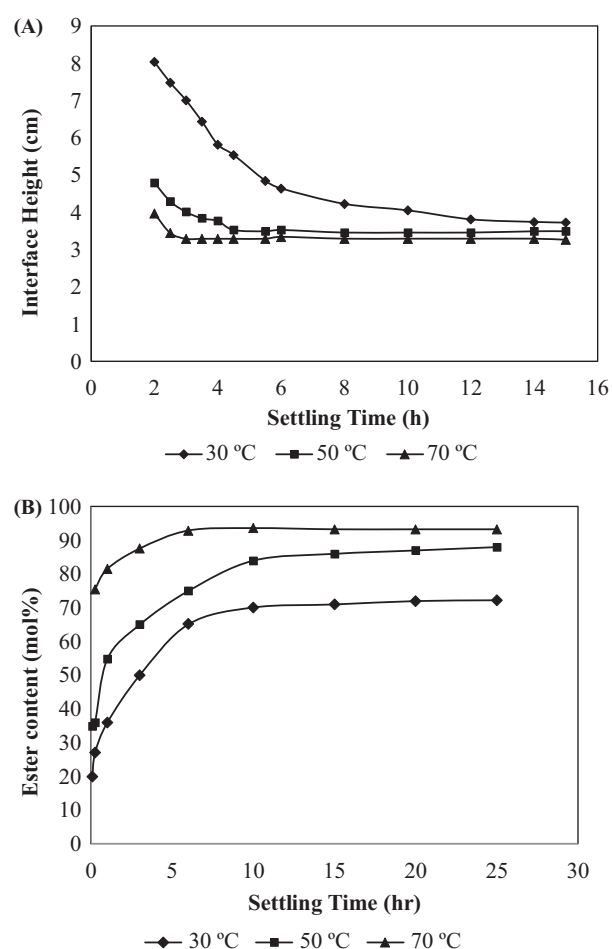 (A)
9
8
7
6
5
4
3
2
1
0
Interface Height (cm)
0 2 4 6 8 10 12 14 16
Settling Time (h)
30 ºC 50 ºC 70 ºC
(B)
100
90
80
70
60
50
40
30
20
10
0
Ester content (mol%)
0 5 10 15 20 25 30
Settling Time (hr)
30 ºC 50 ºC 70 ºC